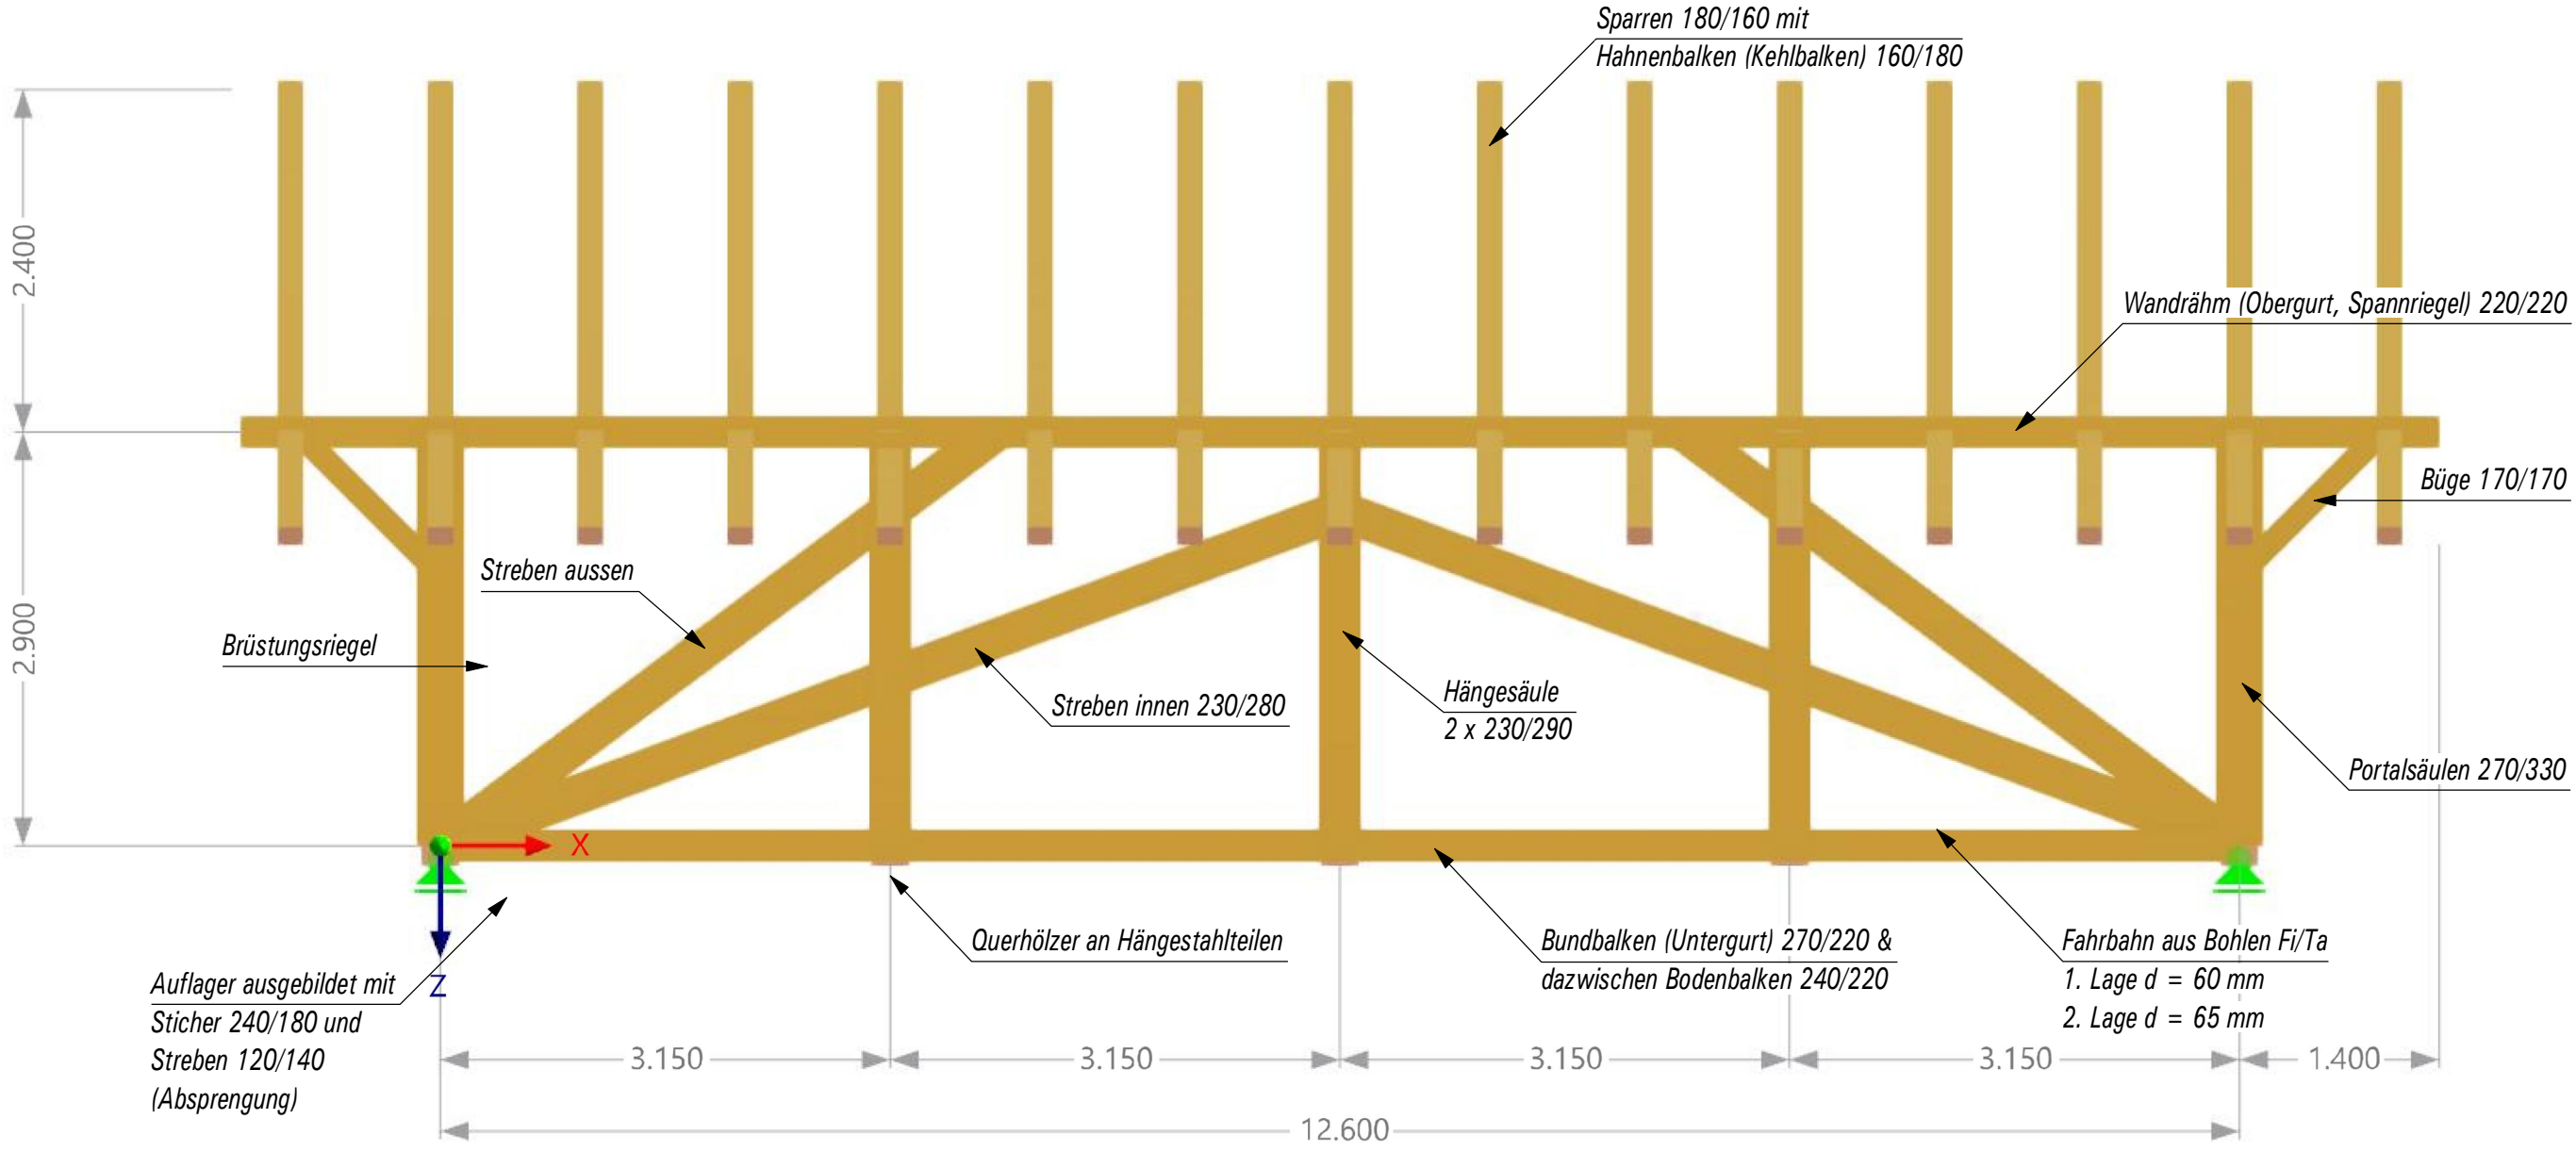 Sparren 180/160 mit
Hahnenbalken (Kehlbalken) 160/180
2.400
Wandrähm (Obergurt, Spannriegel) 220/220
Büge 170/170
Streben aussen
2.900
Brüstungsriegel
Streben innen 230/280
Hängesäule
2 x 230/290
Portalsäulen 270/330
X
Querhölzer an Hängestahlteilen
Bundbalken (Untergurt) 270/220 &
dazwischen Bodenbalken 240/220
Fahrbahn aus Bohlen Fi/Ta
1. Lage d = 60 mm
2. Lage d = 65 mm
Z
Auflager ausgebildet mit
Sticher 240/180 und
Streben 120/140
(Absprengung)
3.150
3.150
3.150
3.150
1.400
12.600